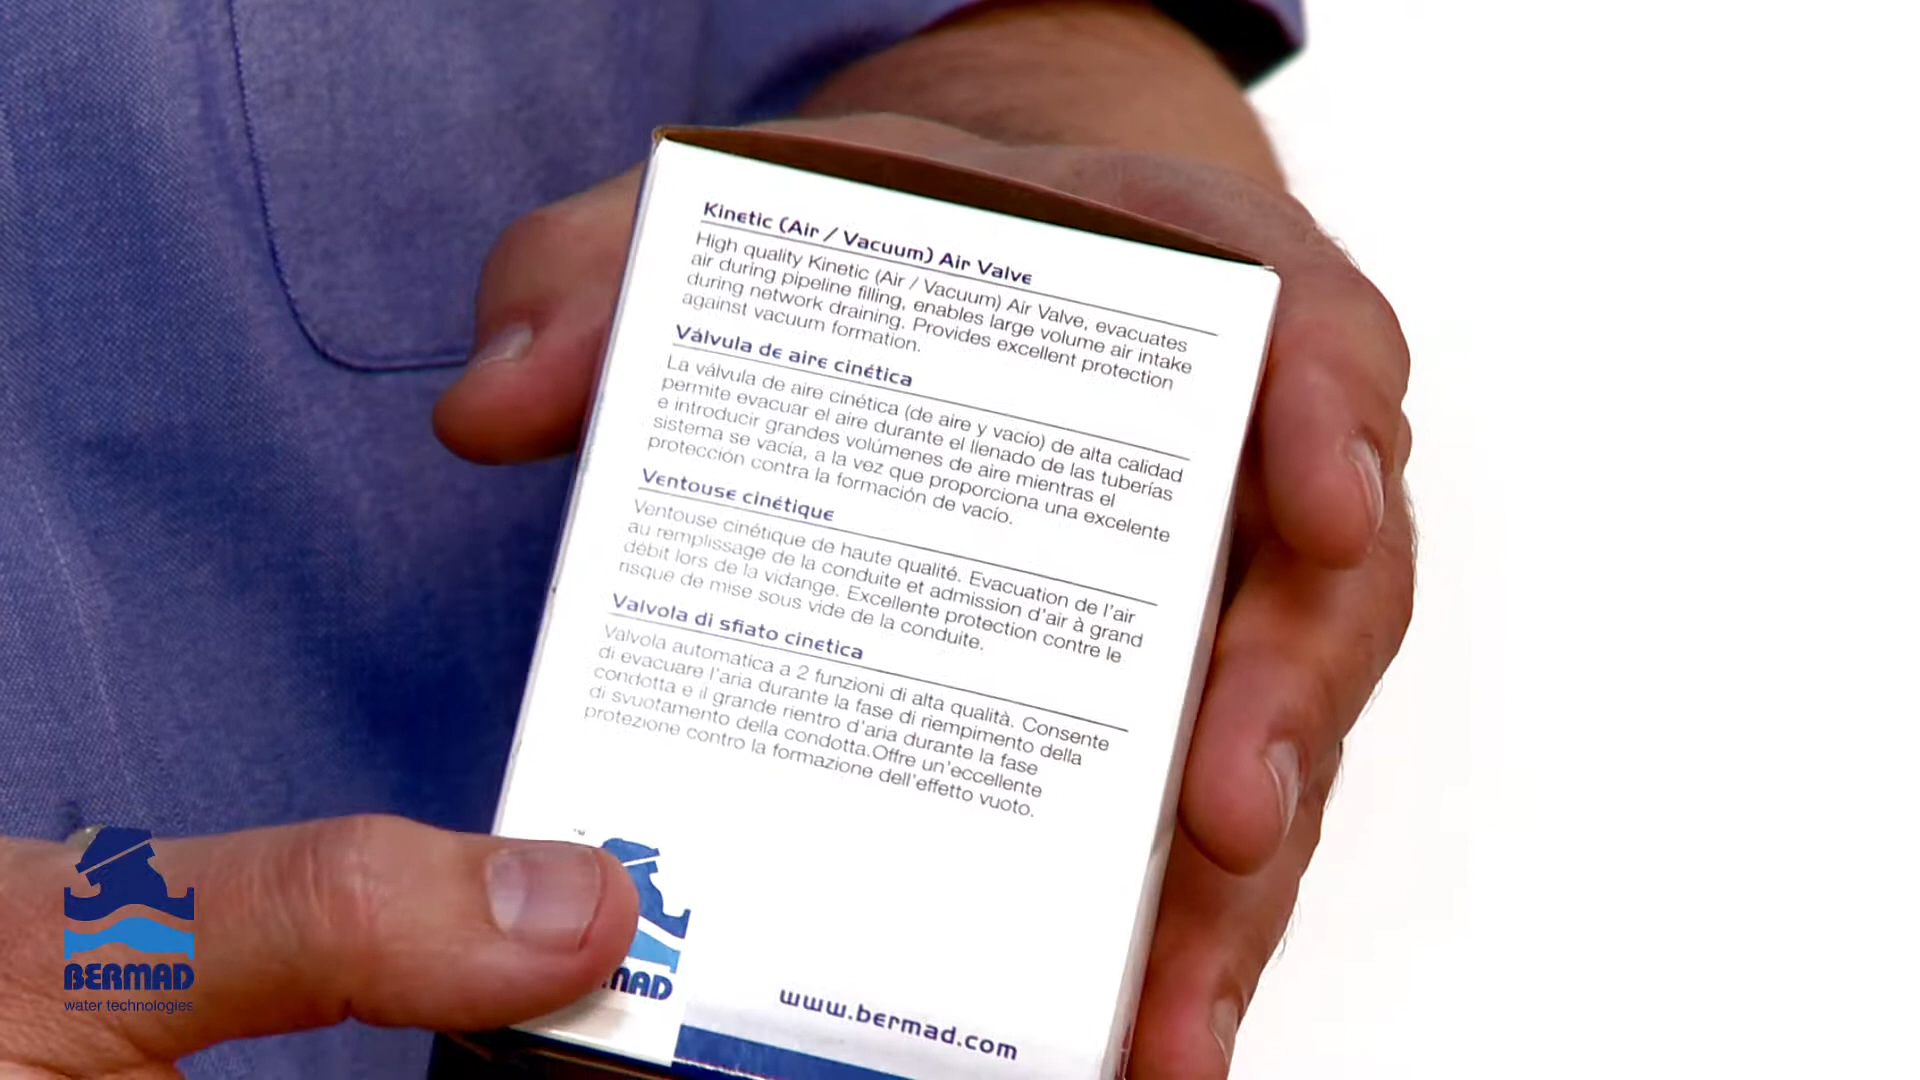 Kinetic (Air / Vacuum) Air Valve
High quality Kinetic (Air / Vacuum) Air Valve, evacuates
air during pipeline filling, enables large volume air intake
during network draining. Provides excellent protection
against vacuum formation.
Válvula de aire cinética
La válvula de aire cinética (de aire y vacío) de alta calidad
permite evacuar el aire durante el llenado de las tuberías
e introducir grandes volúmenes de aire mientras el
sistema se vacía, a la vez que proporciona una excelente
protección contra la formación de vacío.
Ventouse cinétique
Ventouse cinétique de haute qualité. Evacuation de l'air
au remplissage de la conduite et admission d'air à grand
débit lors de la vidange. Excellente protection contre le
risque de mise sous vide de la conduite.
Valvola di sfiato cinetica
Valvola automatica a 2 funzioni di alta qualità. Consente
di evacuare l'aria durante la fase di riempimento della
condotta e il grande rientro d'aria durante la fase
di svuotamento della condotta.Offre un'eccellente
protezione contro la formazione dell'effetto vuoto.
TM
MAD
www.bermad.com
BERMAD
water technologies